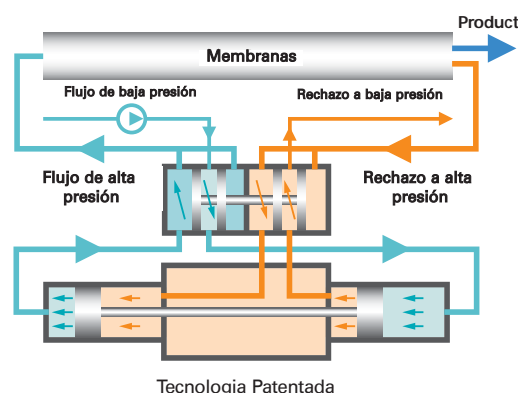 Product
Membranas
Flujo de baja presión
Rechazo a baja presión
Flujo de alta
presión
Rechazo a alta
presión
Tecnologia Patentada